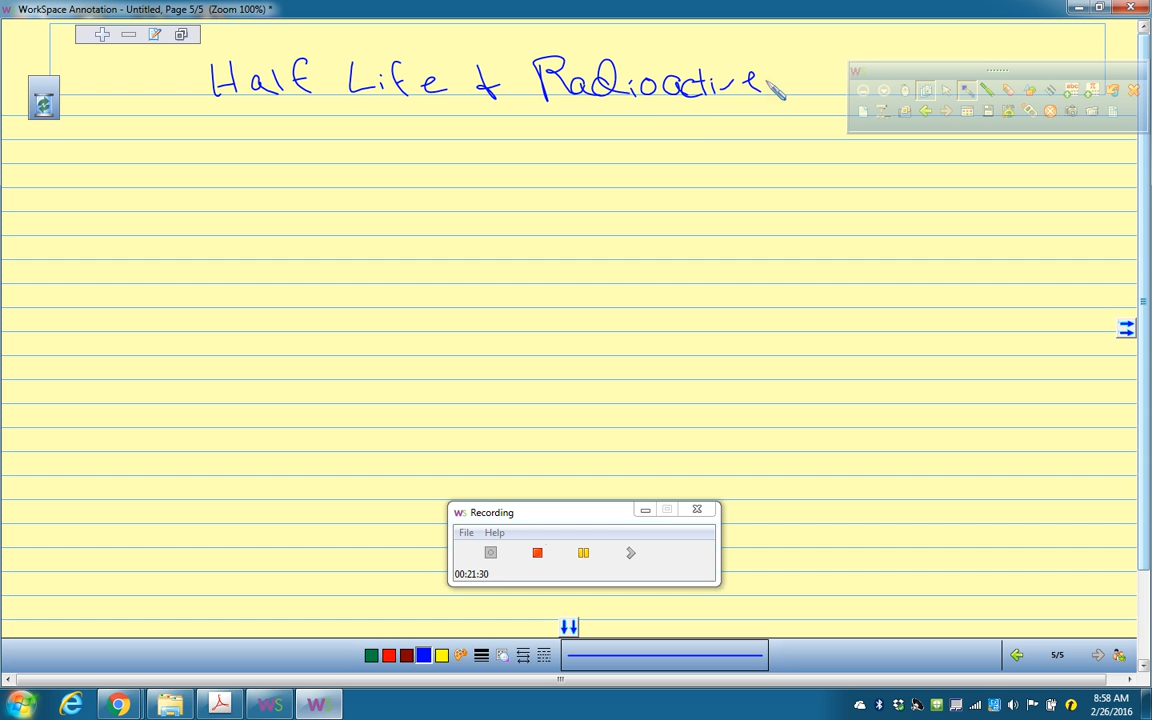 WorkSpace Annotation - Untitled, Page 5/5 (Zoom 100%) *
Half Life & Radioactive
Recording
File Help
00:21:30
5/5
8:58 AM
2/26/2016